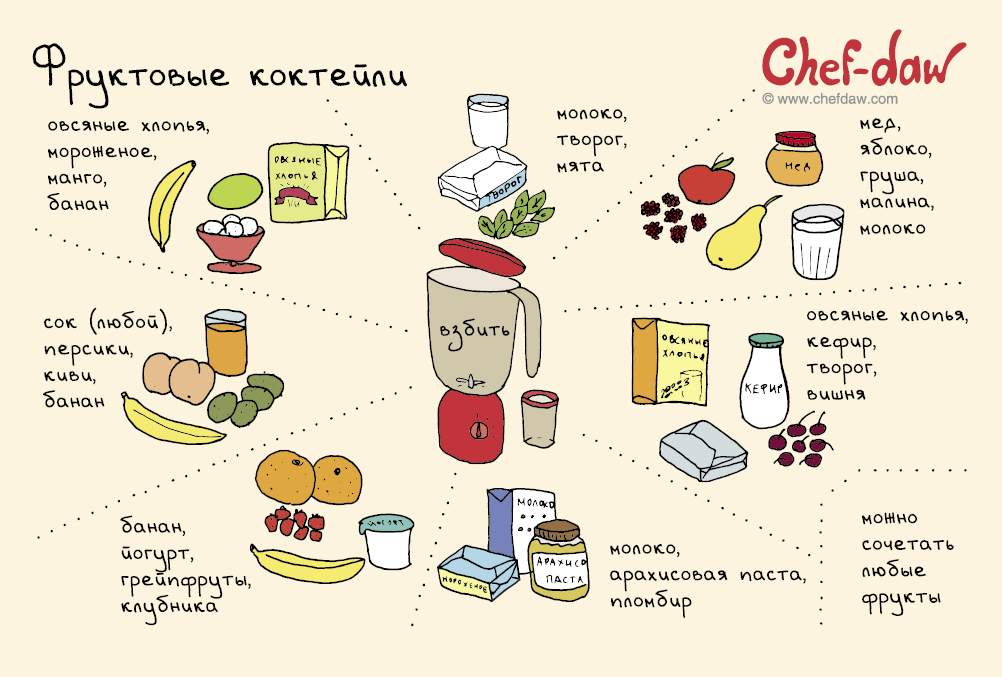 Фруктовые коктейли
Chef-daw
© www.chefdaw.com
овсяные хлопья,
мороженое,
манго,
банан
овсяные
хлопья
молоко,
творог,
мята
творог
мед,
яблоко,
груша,
малина,
молоко
мед
взбить
сок (любой),
персики,
киви,
банан
овсяные хлопья,
кефир,
творог,
вишня
овсяные
хлопья
кефир
банан,
йогурт,
грейпфруты,
клубника
йогурт
молоко
мороженое
арахисо
паста
молоко,
арахисовая паста,
пломбир
можно
сочетать
любые
фрукты